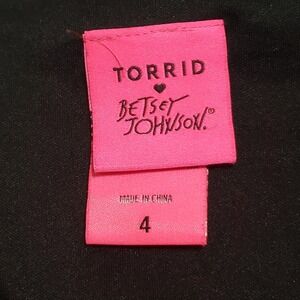 TORRID
♥
BETSEY
JOHNSON.®
MADE IN CHINA
4